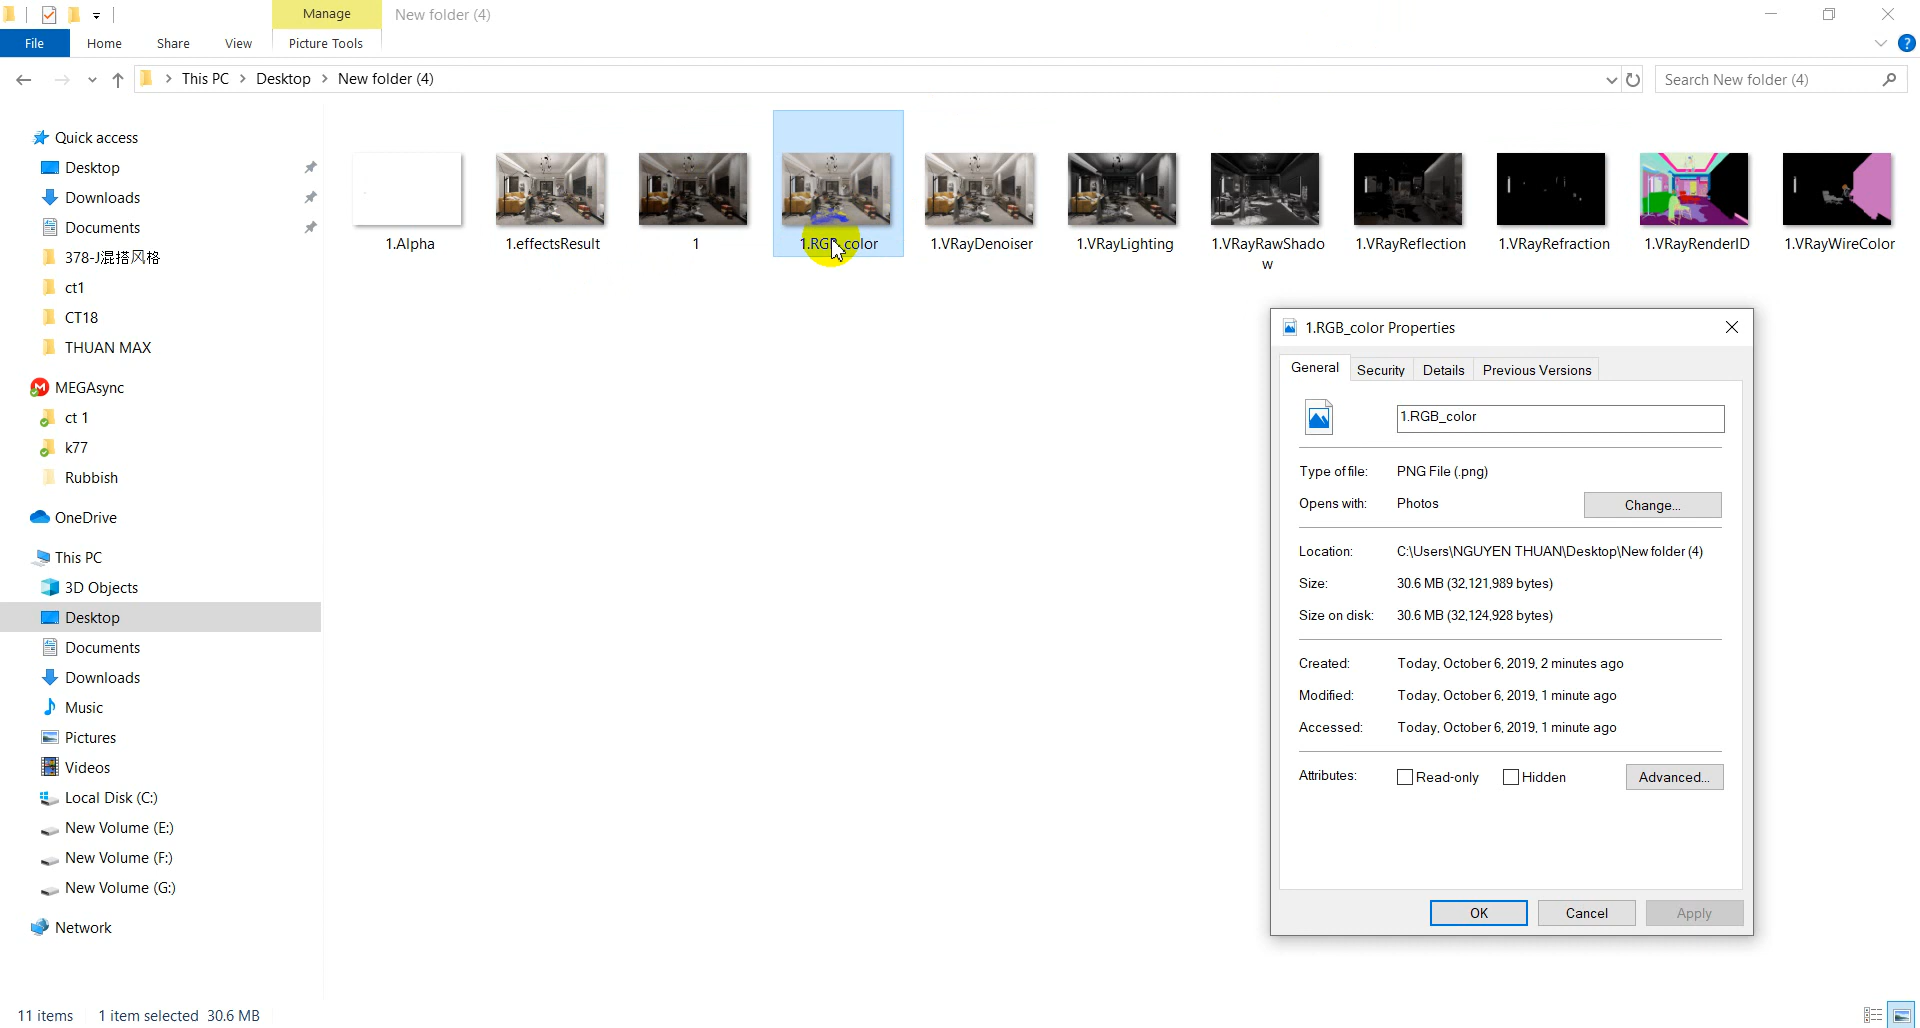 Manage
New folder (4)
File
Home
Share
View
Picture Tools
?
This PC > Desktop > New folder (4)
Search New folder (4)
Quick access
Desktop
Downloads
Documents
378-J混搭风格
ct1
CT18
THUAN MAX
MEGAsync
ct 1
k77
Rubbish
OneDrive
This PC
3D Objects
Desktop
Documents
Downloads
Music
Pictures
Videos
Local Disk (C:)
New Volume (E:)
New Volume (F:)
New Volume (G:)
Network
1.Alpha
1.effectsResult
1
1.RGB_color
1.VRayDenoiser
1.VRayLighting
1.VRayRawShado
w
1.VRayReflection
1.VRayRefraction
1.VRayRenderID
1.VRayWireColor
1.RGB_color Properties
General
Security
Details
Previous Versions
1.RGB_color
Type of file: PNG File (.png)
Opens with: Photos
Change...
Location: C:\Users\NGUYEN THUAN\Desktop\New folder (4)
Size: 30.6 MB (32,121,989 bytes)
Size on disk: 30.6 MB (32,124,928 bytes)
Created: Today, October 6, 2019, 2 minutes ago
Modified: Today, October 6, 2019, 1 minute ago
Accessed: Today, October 6, 2019, 1 minute ago
Attributes: Read-only Hidden
Advanced...
OK
Cancel
Apply
11 items
1 item selected 30.6 MB